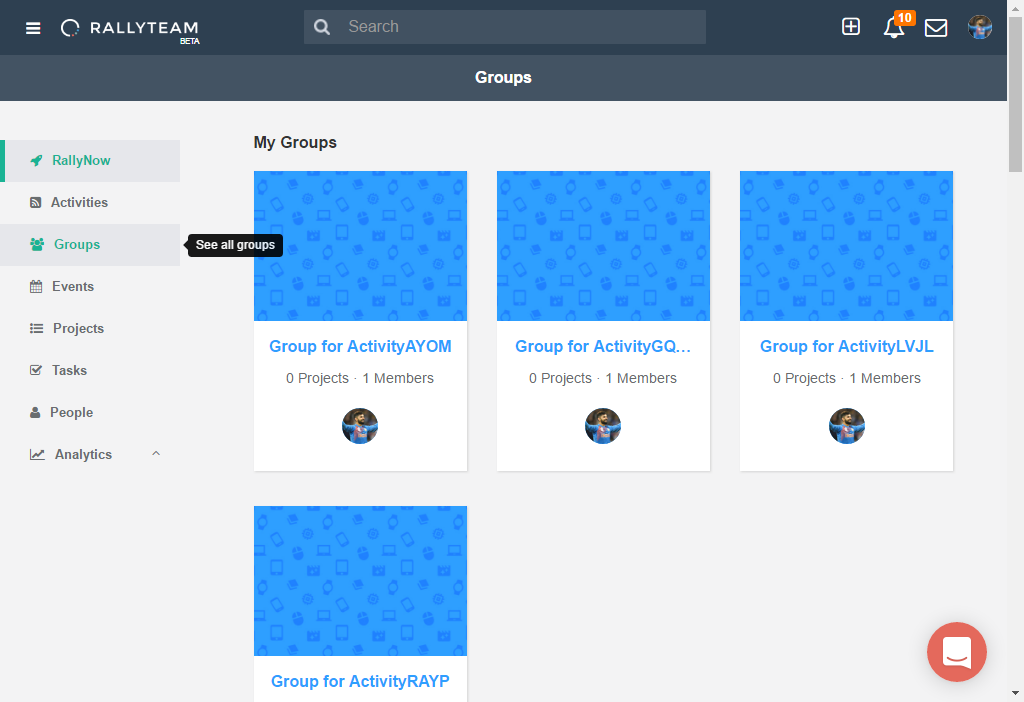 RALLYTEAM
BETA
Search
10
Groups
RallyNow
Activities
Groups
See all groups
Events
Projects
Tasks
People
Analytics
My Groups
Group for ActivityAYOM
0 Projects · 1 Members
Group for ActivityGQ...
0 Projects · 1 Members
Group for ActivityLVJL
0 Projects · 1 Members
Group for ActivityRAYP